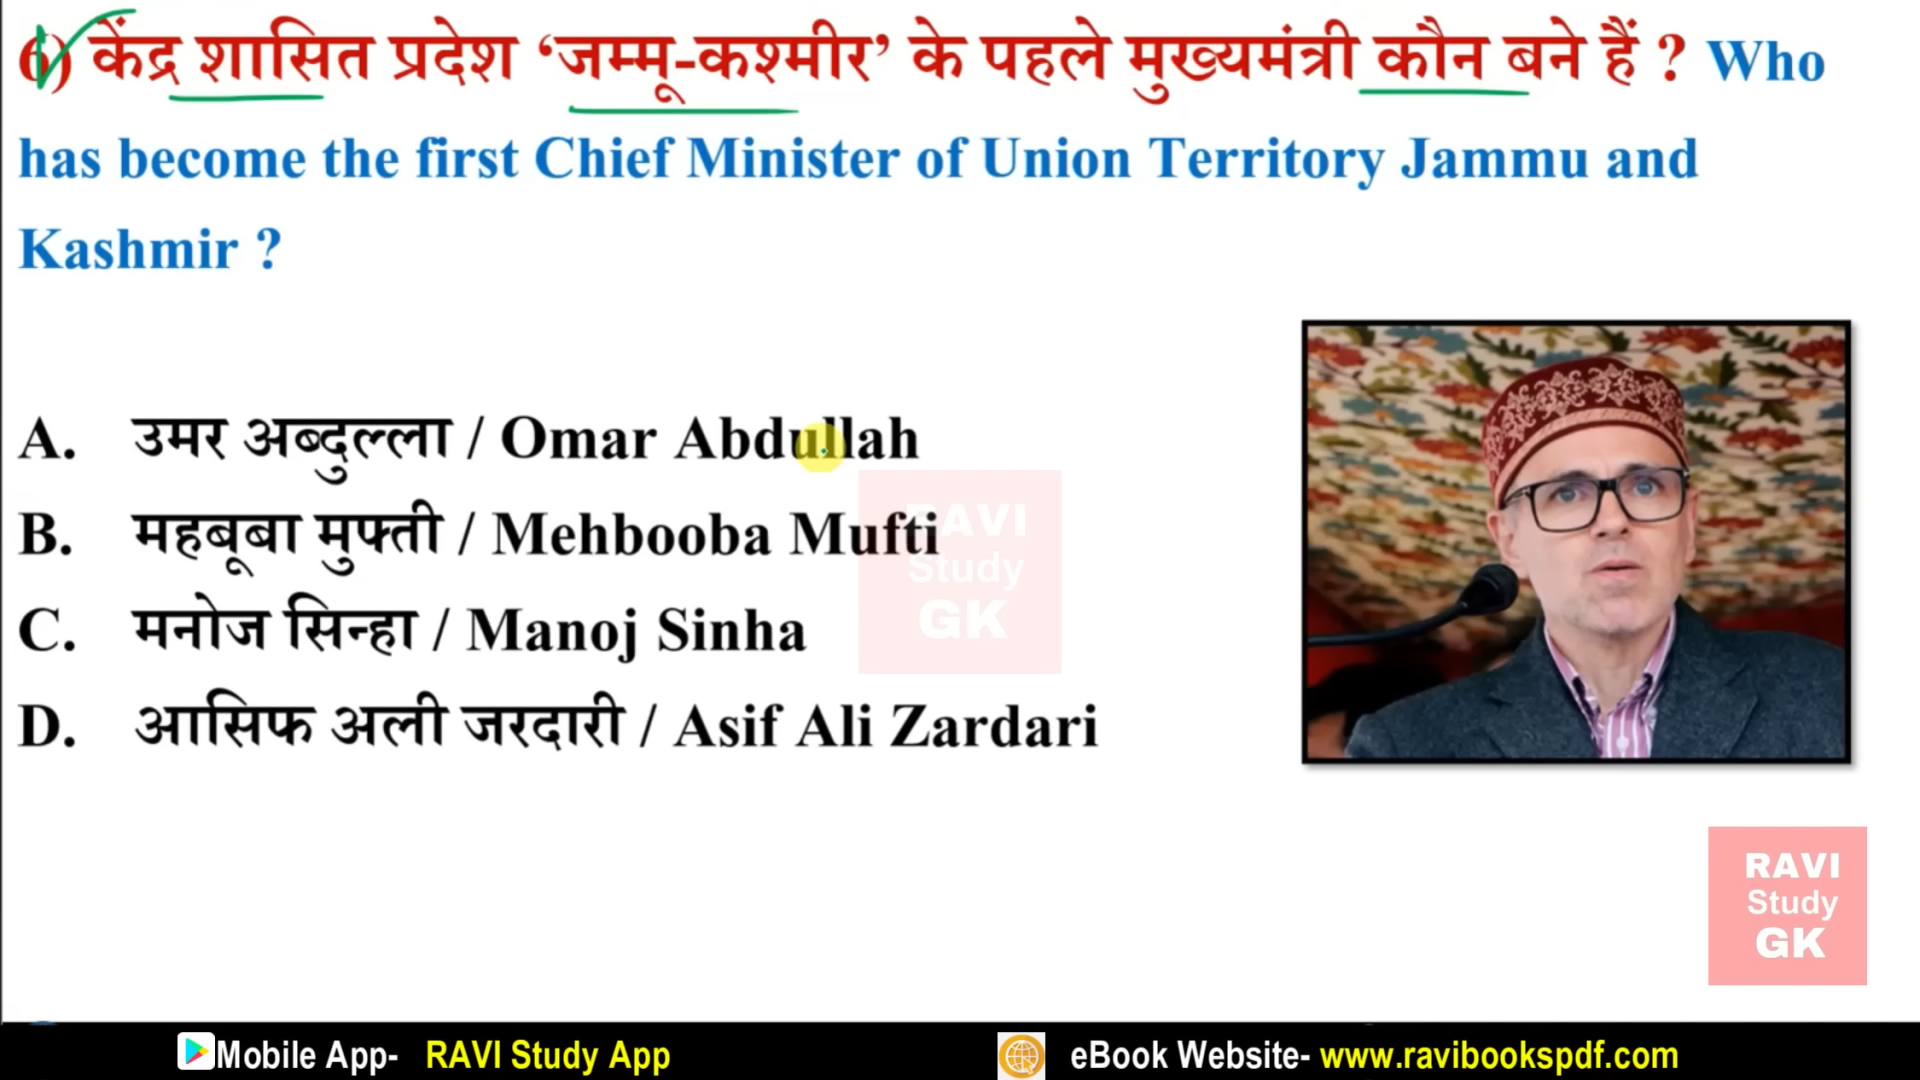 6) केंद्र शासित प्रदेश ‘जम्मू-कश्मीर’ के पहले मुख्यमंत्री कौन बने हैं ? Who
has become the first Chief Minister of Union Territory Jammu and
Kashmir ?
A. उमर अब्दुल्ला / Omar Abdullah
B. महबूबा मुफ्ती / Mehbooba Mufti
C. मनोज सिन्हा / Manoj Sinha
D. आसिफ अली जरदारी / Asif Ali Zardari
RAVI
Study
GK
RAVI
Study
GK
Mobile App- RAVI Study App
eBook Website- www.ravibookspdf.com